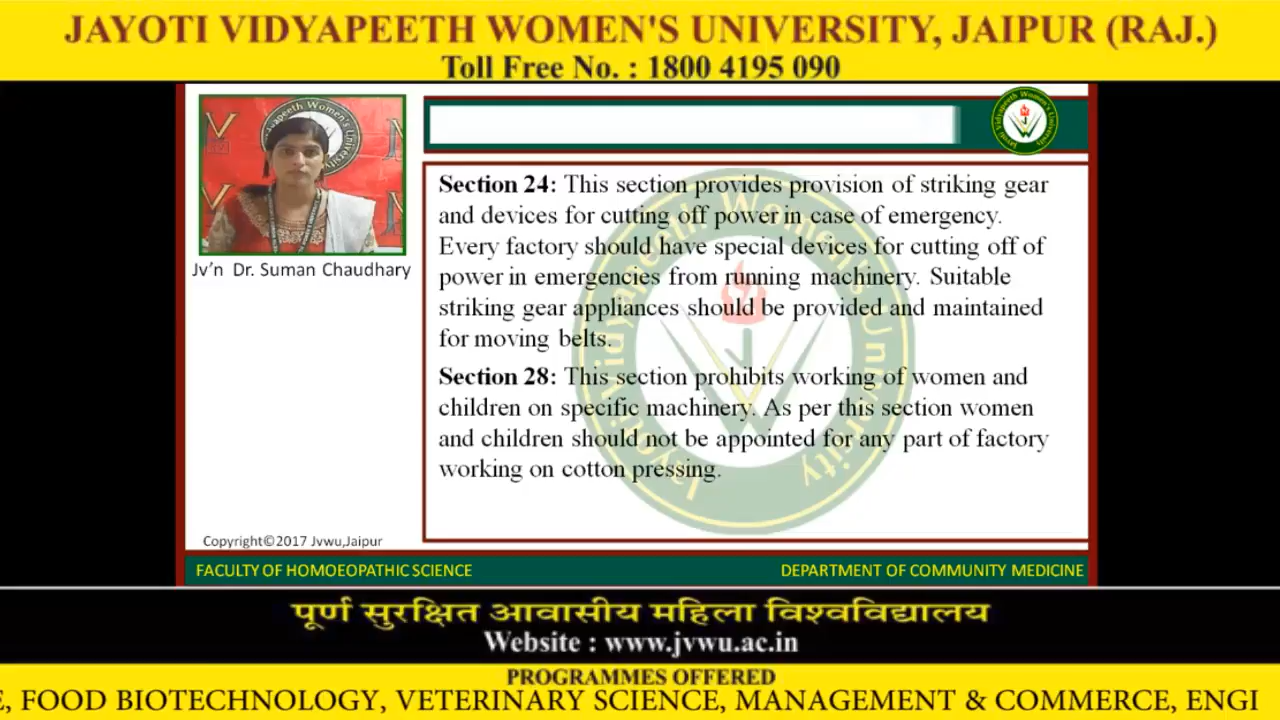 JAYOTI VIDYAPEETH WOMEN'S UNIVERSITY, JAIPUR (RAJ.)
Toll Free No. : 1800 4195 090
Jv'n Dr. Suman Chaudhary
Section 24: This section provides provision of striking gear
and devices for cutting off power in case of emergency.
Every factory should have special devices for cutting off of
power in emergencies from running machinery. Suitable
striking gear appliances should be provided and maintained
for moving belts.
Section 28: This section prohibits working of women and
children on specific machinery. As per this section women
and children should not be appointed for any part of factory
working on cotton pressing.
Jayoti Vidyapeeth Women's University
Copyright©2017 Jvwu,Jaipur
FACULTY OF HOMOEOPATHIC SCIENCE
DEPARTMENT OF COMMUNITY MEDICINE
पूर्ण सुरक्षित आवासीय महिला विश्वविद्यालय
Website : www.jvwu.ac.in
PROGRAMMES OFFERED
E, FOOD BIOTECHNOLOGY, VETERINARY SCIENCE, MANAGEMENT & COMMERCE, ENGI